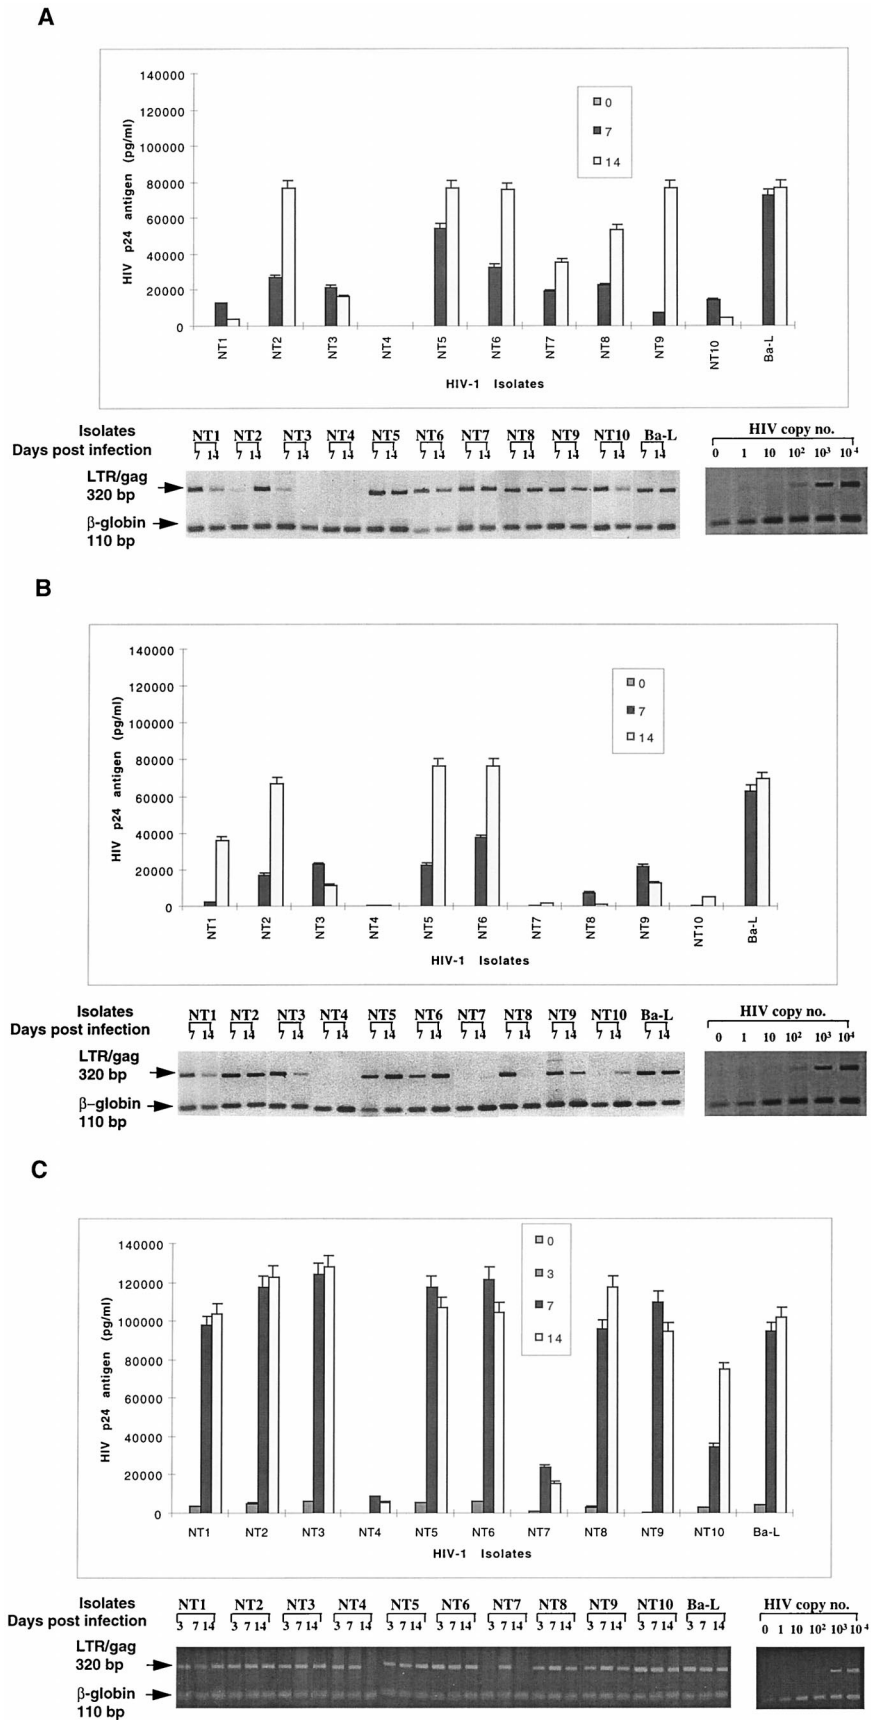 A
140000
120000
100000
80000
60000
40000
20000
0
HIV p24 antigen (pg/ml)
0
7
14
NT1 NT2 NT3 NT4 NT5 NT6 NT7 NT8 NT9 NT10 Ba-L
HIV-1 Isolates
Isolates NT1 NT2 NT3 NT4 NT5 NT6 NT7 NT8 NT9 NT10 Ba-L
Days post infection 7 14 7 14 7 14 7 14 7 14 7 14 7 14 7 14 7 14 7 14 7 14
HIV copy no.
0 1 10 10² 10³ 10⁴
LTR/gag
320 bp
β-globin
110 bp
B
140000
120000
100000
80000
60000
40000
20000
0
HIV p24 antigen (pg/ml)
0
7
14
NT1 NT2 NT3 NT4 NT5 NT6 NT7 NT8 NT9 NT10 Ba-L
HIV-1 Isolates
Isolates NT1 NT2 NT3 NT4 NT5 NT6 NT7 NT8 NT9 NT10 Ba-L
Days post infection 7 14 7 14 7 14 7 14 7 14 7 14 7 14 7 14 7 14 7 14 7 14
HIV copy no.
0 1 10 10² 10³ 10⁴
LTR/gag
320 bp
β–globin
110 bp
C
140000
120000
100000
80000
60000
40000
20000
0
HIV p24 antigen (pg/ml)
0
3
7
14
NT1 NT2 NT3 NT4 NT5 NT6 NT7 NT8 NT9 NT10 Ba-L
HIV-1 Isolates
Isolates NT1 NT2 NT3 NT4 NT5 NT6 NT7 NT8 NT9 NT10 Ba-L
Days post infection 3 7 14 3 7 14 3 7 14 3 7 14 3 7 14 3 7 14 3 7 14 3 7 14 3 7 14 3 7 14 3 7 14
HIV copy no.
0 1 10 10² 10³ 10⁴
LTR/gag
320 bp
β-globin
110 bp